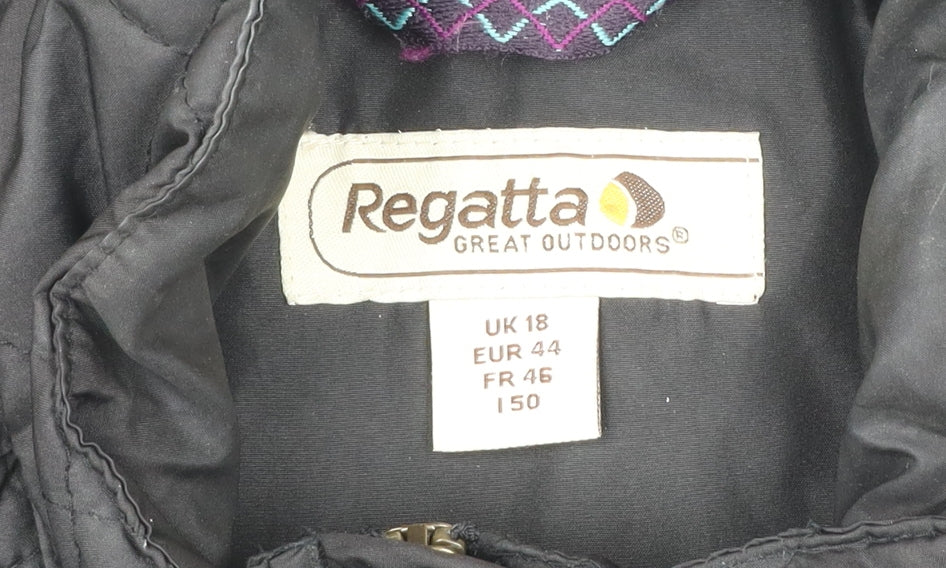 Regatta
GREAT OUTDOORS®
UK 18
EUR 44
FR 46
I 50